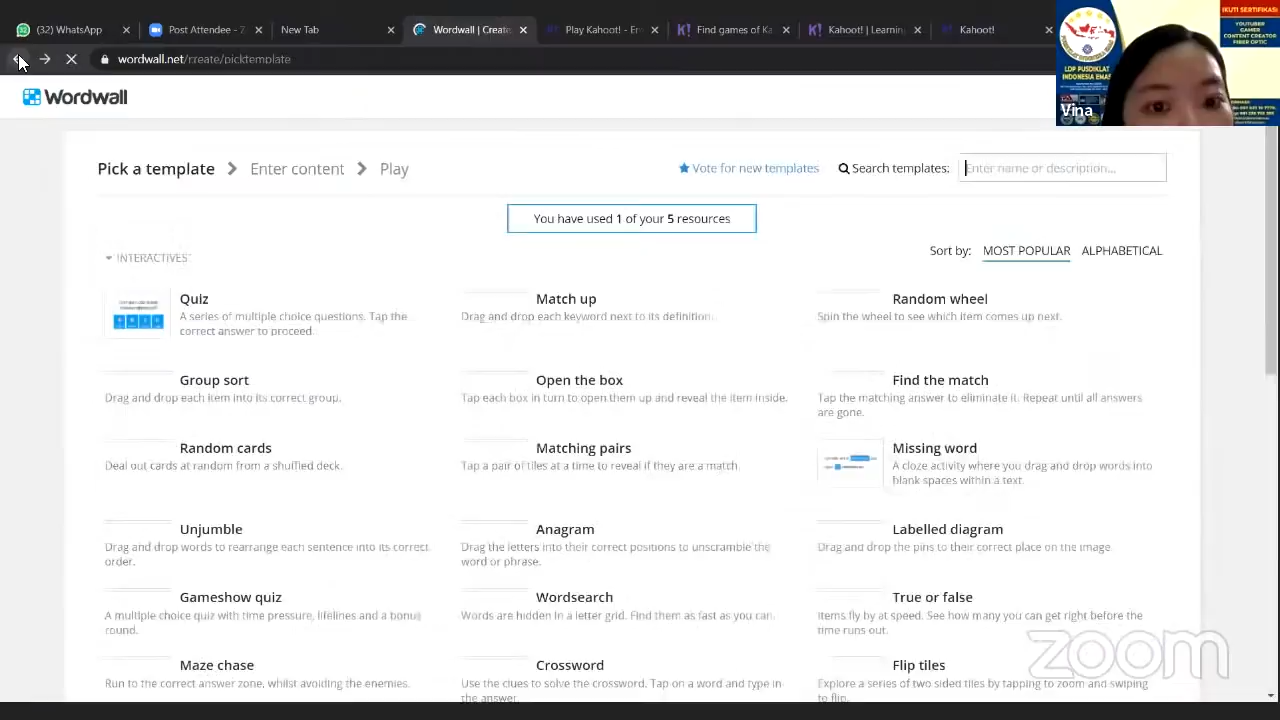 (32) WhatsApp
Post Attendee - Z
New Tab
Wordwall | Create
Play Kahoot! - En
Find games of Ka
Kahoot! | Learning
Kahoot!
wordwall.net/create/picktemplate
Wordwall
IKUTI SERTIFIKASI
YOUTUBER
GAMER
CONTENT CREATOR
FIBER OPTIC
LDP PUSDIKLAT
INDONESIA EMAS
Vina
Pick a template
Enter content
Play
Vote for new templates
Search templates:
Enter name or description...
You have used 1 of your 5 resources
INTERACTIVES
Sort by: MOST POPULAR ALPHABETICAL
Quiz
A series of multiple choice questions. Tap the
correct answer to proceed.
Match up
Drag and drop each keyword next to its definition.
Random wheel
Spin the wheel to see which item comes up next.
Group sort
Drag and drop each item into its correct group.
Open the box
Tap each box in turn to open them up and reveal the item inside.
Find the match
Tap the matching answer to eliminate it. Repeat until all answers
are gone.
Random cards
Deal out cards at random from a shuffled deck.
Matching pairs
Tap a pair of tiles at a time to reveal if they are a match.
Missing word
A cloze activity where you drag and drop words into
blank spaces within a text.
Unjumble
Drag and drop words to rearrange each sentence into its correct
order.
Anagram
Drag the letters into their correct positions to unscramble the
word or phrase.
Labelled diagram
Drag and drop the pins to their correct place on the image.
Gameshow quiz
A multiple choice quiz with time pressure, lifelines and a bonus
round.
Wordsearch
Words are hidden in a letter grid. Find them as fast as you can.
True or false
Items fly by at speed. See how many you can get right before the
time runs out.
Maze chase
Run to the correct answer zone, whilst avoiding the enemies.
Crossword
Use the clues to solve the crossword. Tap on a word and type in
the answer.
Flip tiles
Explore a series of two sided tiles by tapping to zoom and swiping
to flip.
zoom